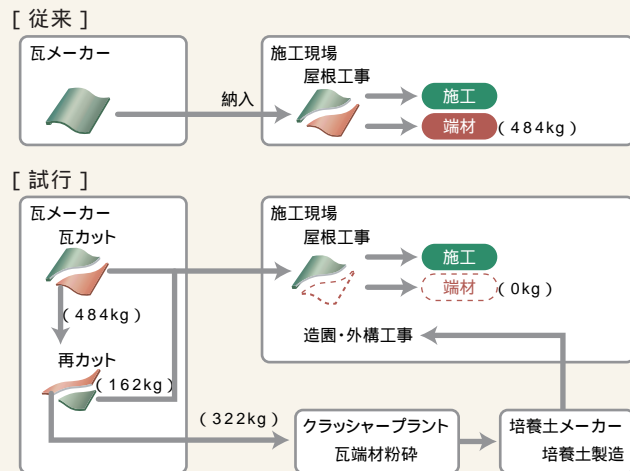 [ 従来 ]
瓦メーカー
納入
施工現場
屋根工事
施工
端材
(484kg)
[ 試行 ]
瓦メーカー
瓦カット
(484kg)
再カット
(162kg)
施工現場
屋根工事
施工
端材
(0kg)
造園・外構工事
(322kg)
クラッシャープラント
瓦端材粉砕
培養土メーカー
培養土製造